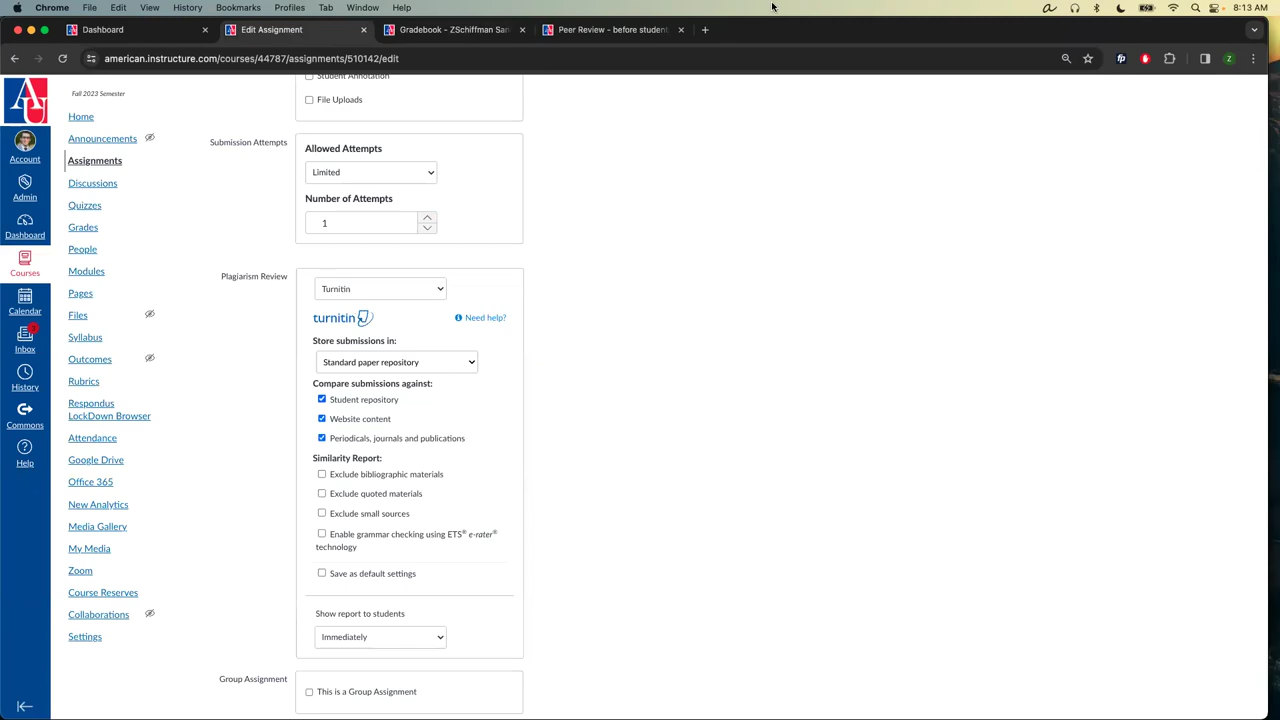 Chrome File Edit View History Bookmarks Profiles Tab Window Help 8:13 AM
Dashboard
Edit Assignment
Gradebook - ZSchiffman San
Peer Review - before student
american.instructure.com/courses/44787/assignments/510142/edit
Z
AU
Account
Admin
Dashboard
Courses
Calendar
7
Inbox
History
Commons
Help
Fall 2023 Semester
Home
Announcements
Assignments
Discussions
Quizzes
Grades
People
Modules
Pages
Files
Syllabus
Outcomes
Rubrics
Respondus
LockDown Browser
Attendance
Google Drive
Office 365
New Analytics
Media Gallery
My Media
Zoom
Course Reserves
Collaborations
Settings
Student Annotation
File Uploads
Submission Attempts
Allowed Attempts
Limited
Number of Attempts
1
Plagiarism Review
Turnitin
turnitin
Need help?
Store submissions in:
Standard paper repository
Compare submissions against:
Student repository
Website content
Periodicals, journals and publications
Similarity Report:
Exclude bibliographic materials
Exclude quoted materials
Exclude small sources
Enable grammar checking using ETS® e-rater®
technology
Save as default settings
Show report to students
Immediately
Group Assignment
This is a Group Assignment